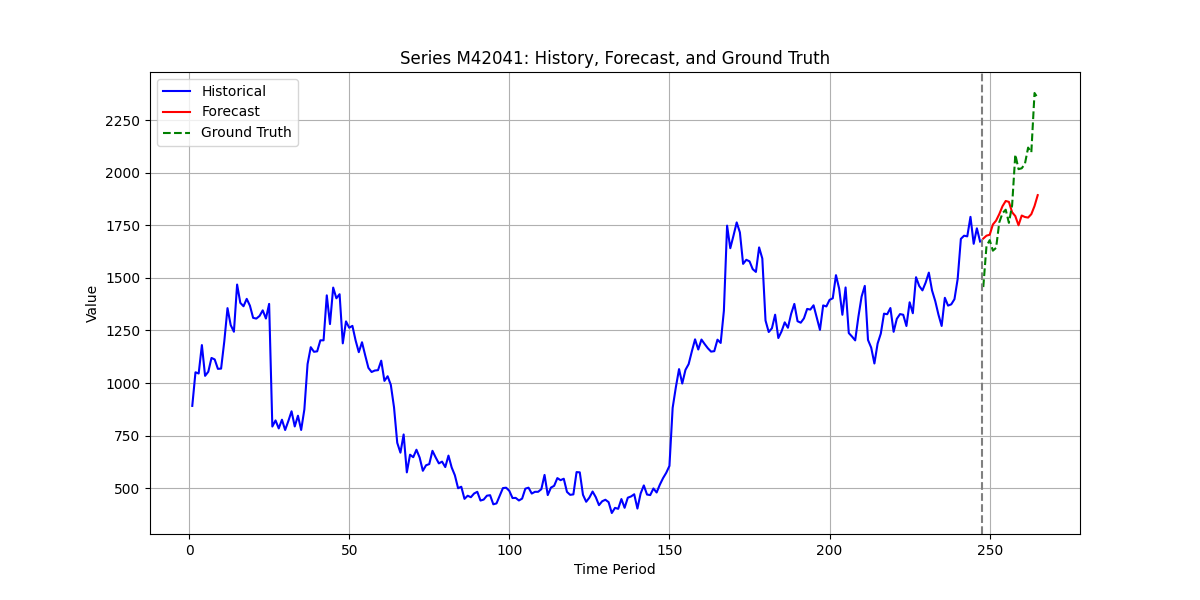 Series M42041: History, Forecast, and Ground Truth
Historical
Forecast
Ground Truth
Value
2250
2000
1750
1500
1250
1000
750
500
0 50 100 150 200 250
Time Period